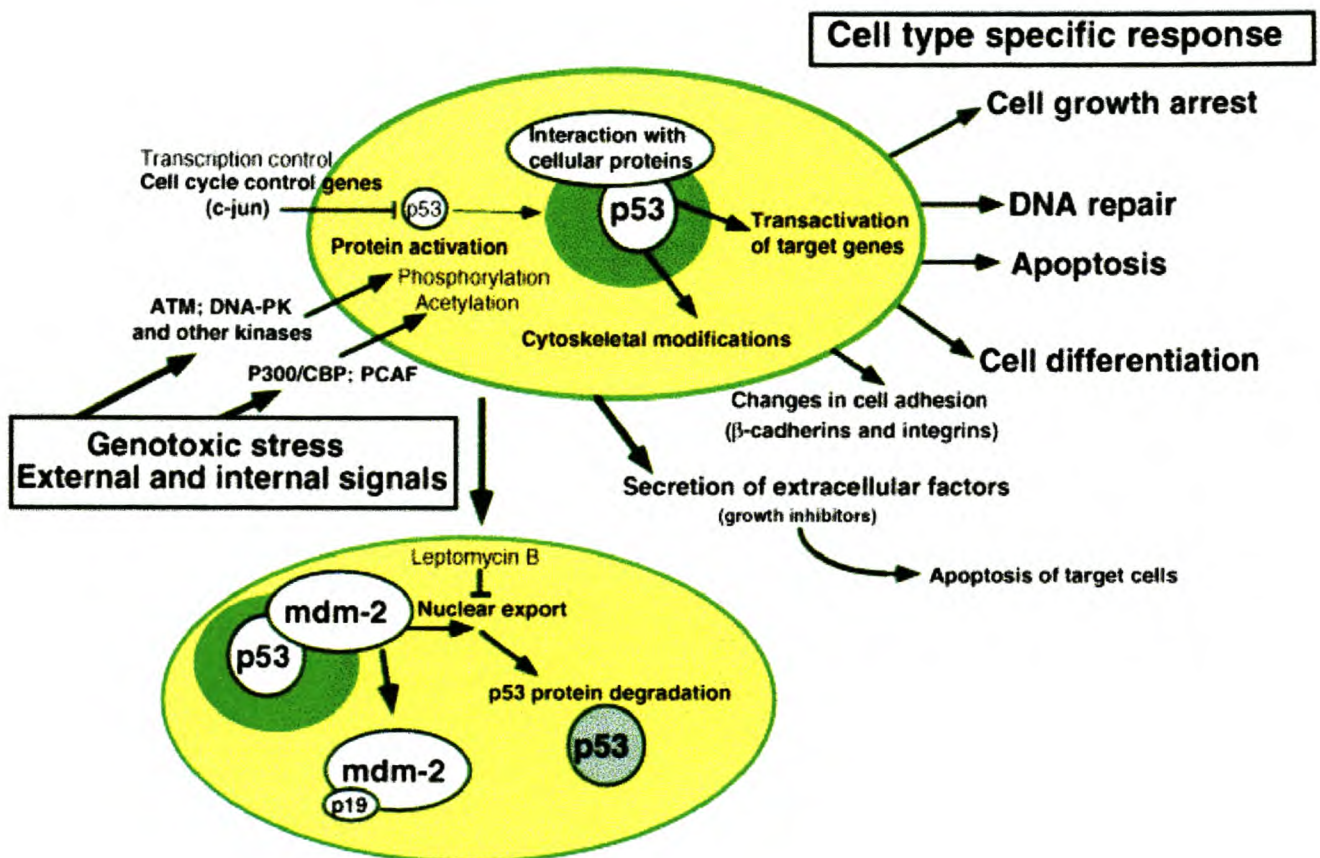 Cell type specific response
Cell growth arrest
DNA repair
Apoptosis
Cell differentiation
Interaction with
cellular proteins
p53
Transactivation
of target genes
Cytoskeletal modifications
Transcription control
Cell cycle control genes
(c-jun)
p53
Protein activation
Phosphorylation
Acetylation
ATM; DNA-PK
and other kinases
P300/CBP; PCAF
Genotoxic stress
External and internal signals
Changes in cell adhesion
(β-cadherins and integrins)
Secretion of extracellular factors
(growth inhibitors)
Apoptosis of target cells
Leptomycin B
mdm-2
Nuclear export
p53
p53 protein degradation
p53
mdm-2
p19